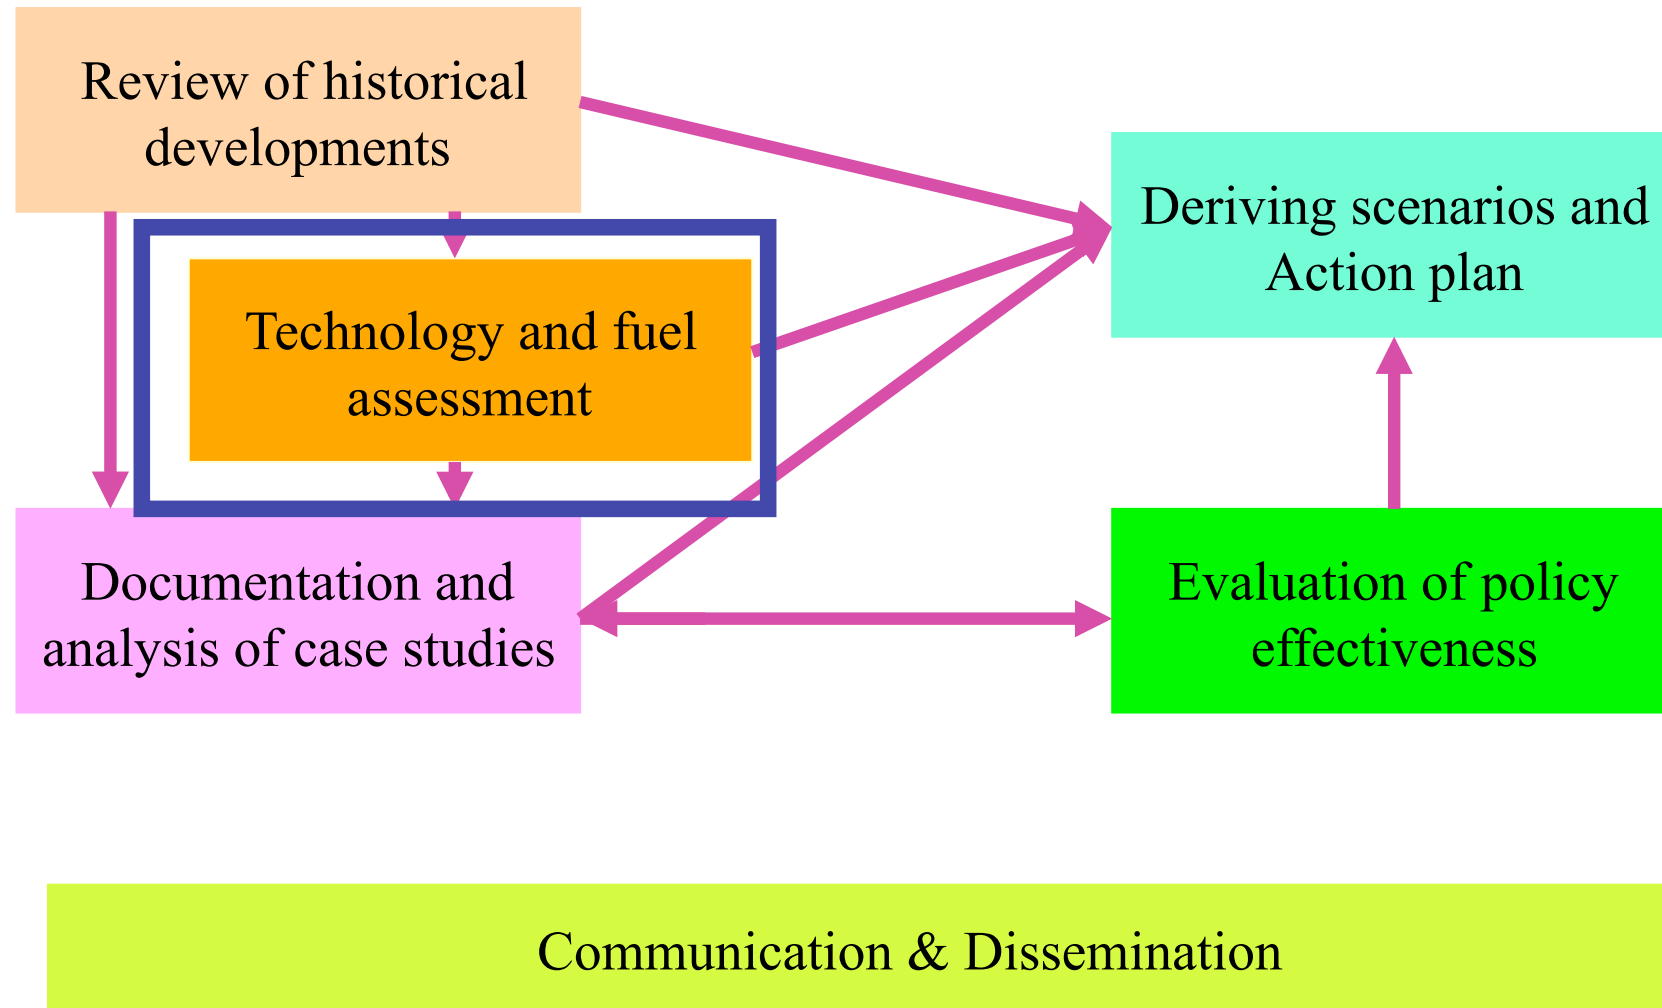 Review of historical
developments
Deriving scenarios and
Action plan
Technology and fuel
assessment
Documentation and
analysis of case studies
Evaluation of policy
effectiveness
Communication & Dissemination